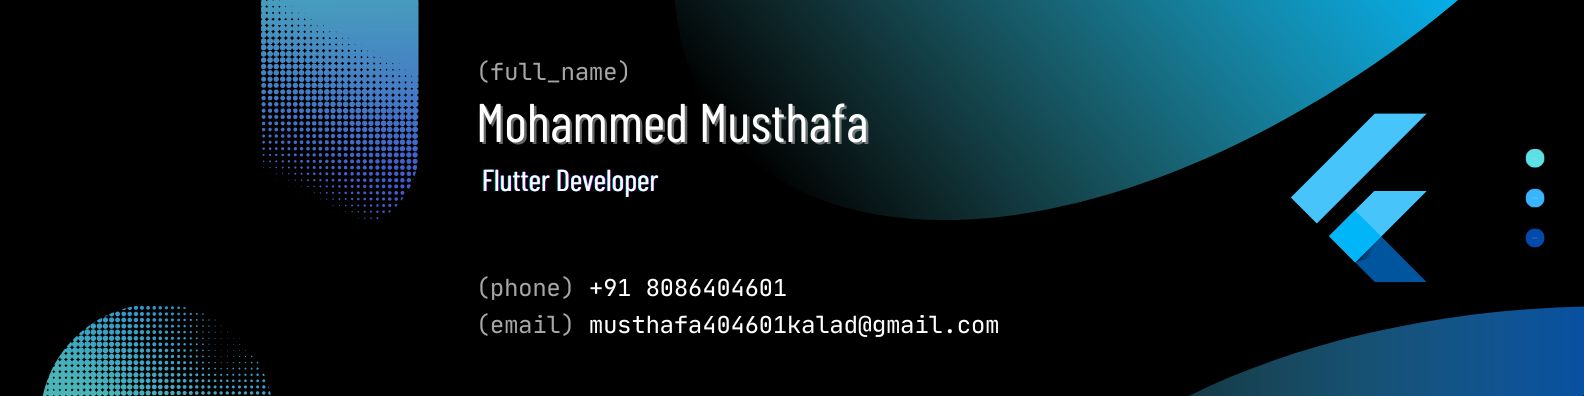 (full_name)
Mohammed Musthafa
Flutter Developer
(phone) +91 8086404601
(email) musthafa404601kalad@gmail.com